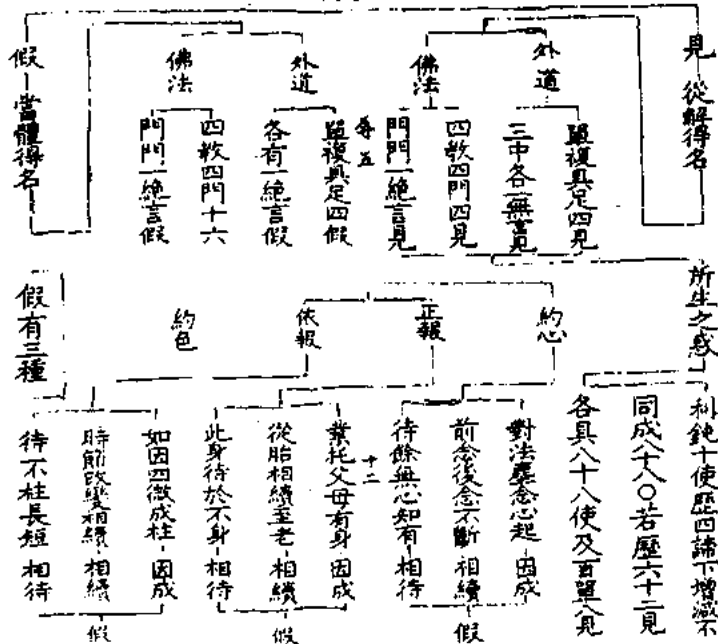 見 從解得名
外道
單複具足四見
三中各一無言見
佛法
四教四門四見
門門一絕言見
每五
外道
單複具足四假
各有一絕言假
佛法
四教四門十六
門門一絕言假
假 當體得名
所生之惑
利鈍十使歷四諦下增減不
同成八十八〇若歷六十二見
各具八十八使及百單八見
約心
對法塵念心起 因成
前念後念不斷 相續
待餘無心知有 相待
假
正報
十二
業托父母有身 因成
從胎相續至老 相續
此身待於不身 相待
假
依報
約色
如因四微成柱 因成
時節改變相續 相續
待不柱長短 相待
假
假有三種